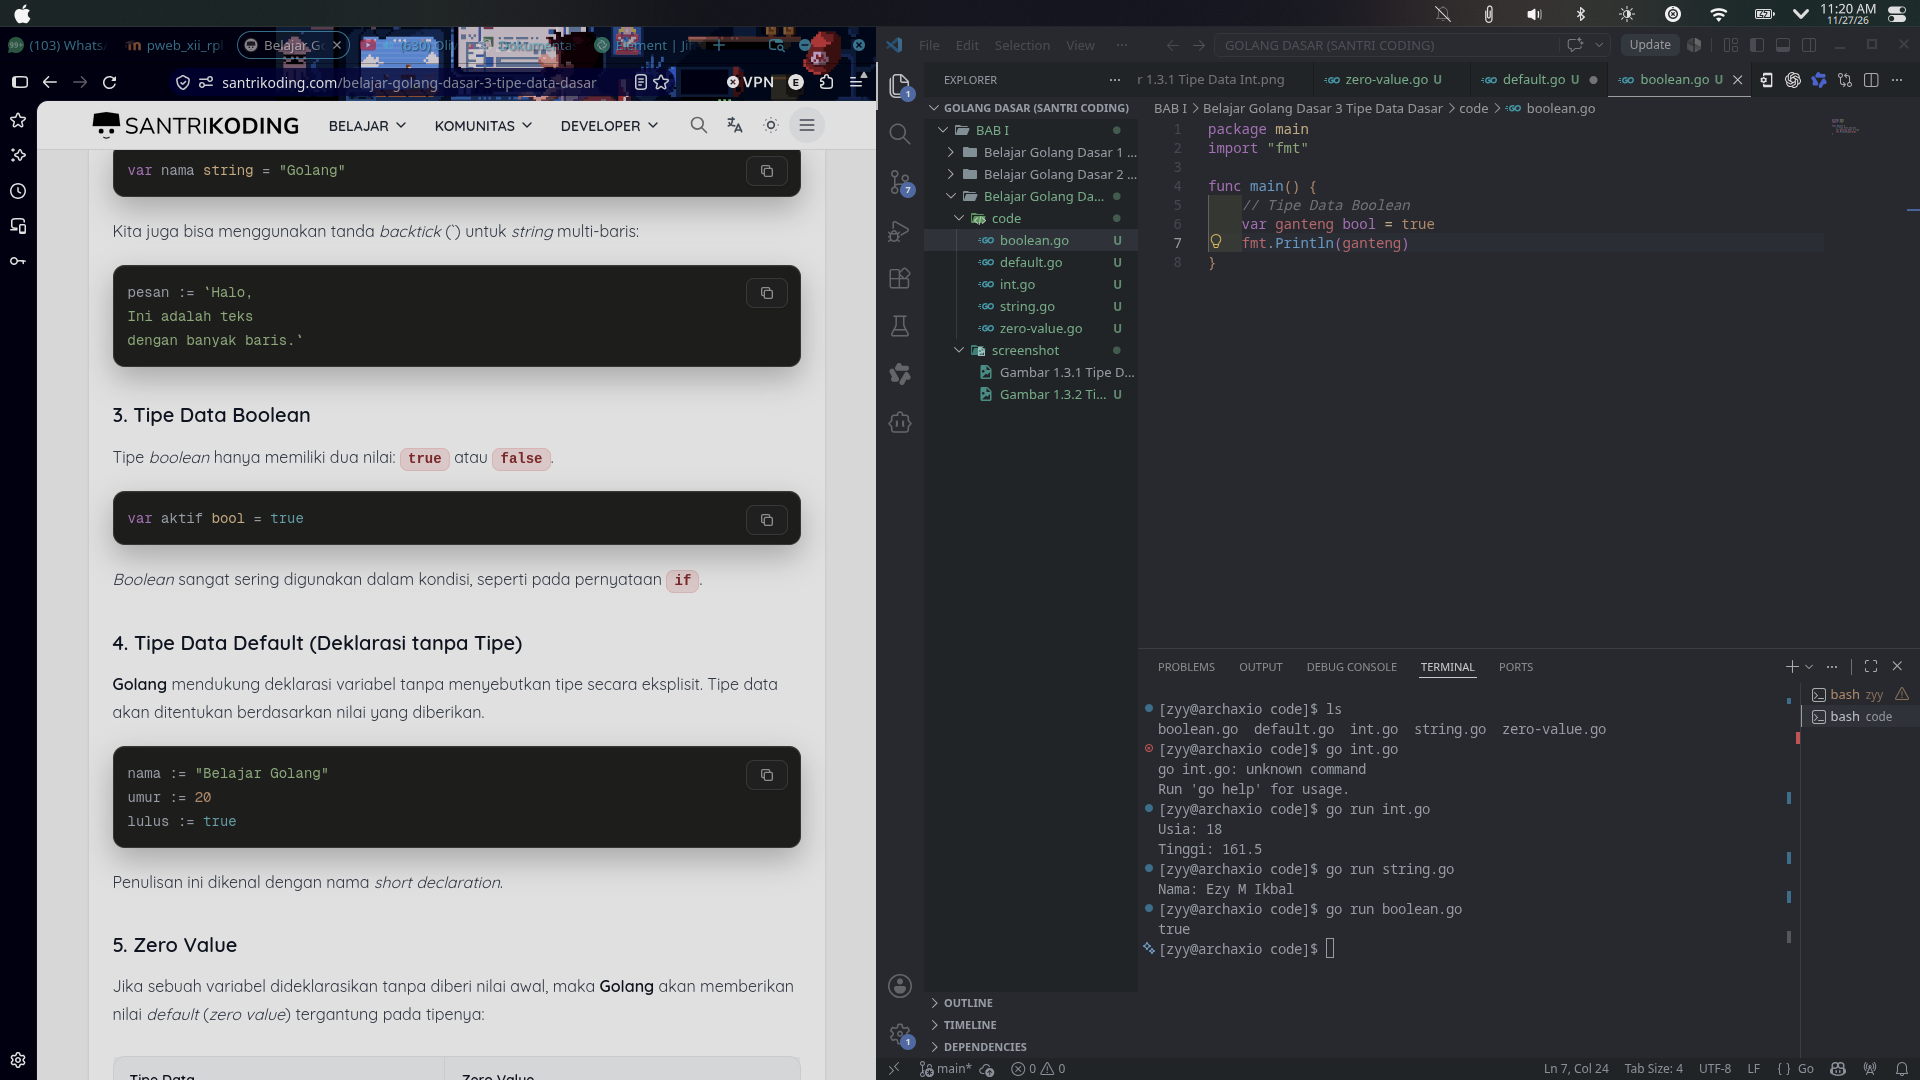 11:20 AM
11/27/26
(103) Whats
pweb_xii_rpl
Belajar Go
(630) Oliv
Dokumenta
Element | Ji
santrikoding.com/belajar-golang-dasar-3-tipe-data-dasar
VPN
E
SANTRIKODING
BELAJAR
KOMUNITAS
DEVELOPER
var nama string = "Golang"
Kita juga bisa menggunakan tanda backtick (`) untuk string multi-baris:
pesan := `Halo,
Ini adalah teks
dengan banyak baris.`
3. Tipe Data Boolean
Tipe boolean hanya memiliki dua nilai: true atau false.
var aktif bool = true
Boolean sangat sering digunakan dalam kondisi, seperti pada pernyataan if.
4. Tipe Data Default (Deklarasi tanpa Tipe)
Golang mendukung deklarasi variabel tanpa menyebutkan tipe secara eksplisit. Tipe data
akan ditentukan berdasarkan nilai yang diberikan.
nama := "Belajar Golang"
umur := 20
lulus := true
Penulisan ini dikenal dengan nama short declaration.
5. Zero Value
Jika sebuah variabel dideklarasikan tanpa diberi nilai awal, maka Golang akan memberikan
nilai default (zero value) tergantung pada tipenya:
Tipe Data
Zero Value
File Edit Selection View ...
GOLANG DASAR (SANTRI CODING)
Update
EXPLORER
GOLANG DASAR (SANTRI CODING)
BAB I
Belajar Golang Dasar 1 ...
Belajar Golang Dasar 2 ...
Belajar Golang Da...
code
boolean.go U
default.go U
int.go U
string.go U
zero-value.go U
screenshot
Gambar 1.3.1 Tipe D...
Gambar 1.3.2 Ti... U
OUTLINE
TIMELINE
DEPENDENCIES
1
7
1
r 1.3.1 Tipe Data Int.png
zero-value.go U
default.go U
boolean.go U
BAB I > Belajar Golang Dasar 3 Tipe Data Dasar > code > boolean.go
1 package main
2 import "fmt"
3
4 func main() {
5 // Tipe Data Boolean
6 var ganteng bool = true
7 fmt.Println(ganteng)
8 }
PROBLEMS OUTPUT DEBUG CONSOLE TERMINAL PORTS
[zyy@archaxio code]$ ls
boolean.go default.go int.go string.go zero-value.go
[zyy@archaxio code]$ go int.go
go int.go: unknown command
Run 'go help' for usage.
[zyy@archaxio code]$ go run int.go
Usia: 18
Tinggi: 161.5
[zyy@archaxio code]$ go run string.go
Nama: Ezy M Ikbal
[zyy@archaxio code]$ go run boolean.go
true
[zyy@archaxio code]$
bash zyy
bash code
main*
0 0
Ln 7, Col 24 Tab Size: 4 UTF-8 LF { } Go